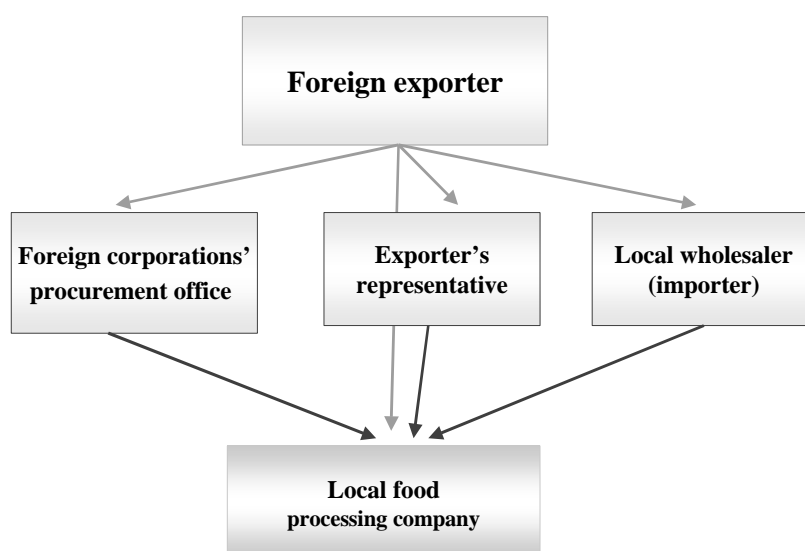 Foreign exporter
Foreign corporations’
procurement office
Exporter’s
representative
Local wholesaler
(importer)
Local food
processing company